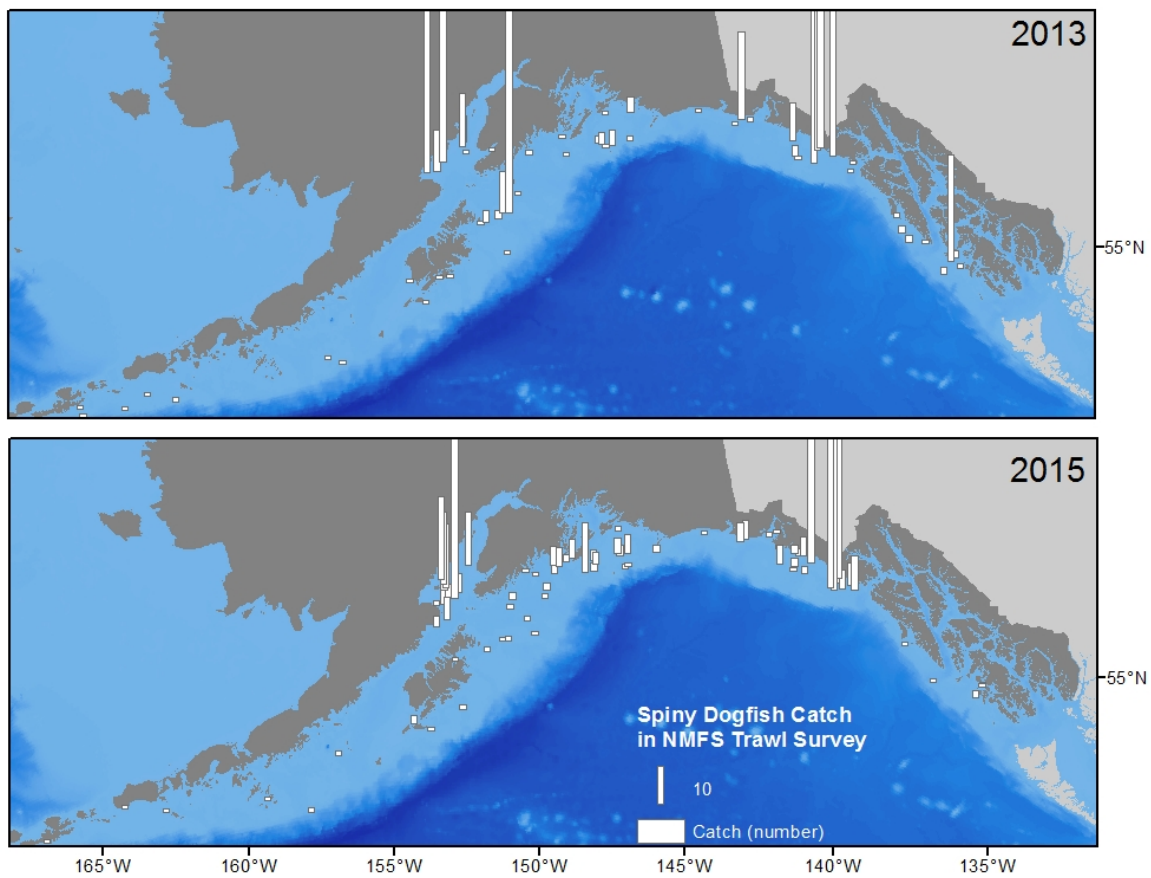 2013
55°N
2015
55°N
Spiny Dogfish Catch
in NMFS Trawl Survey
10
Catch (number)
165°W 160°W 155°W 150°W 145°W 140°W 135°W